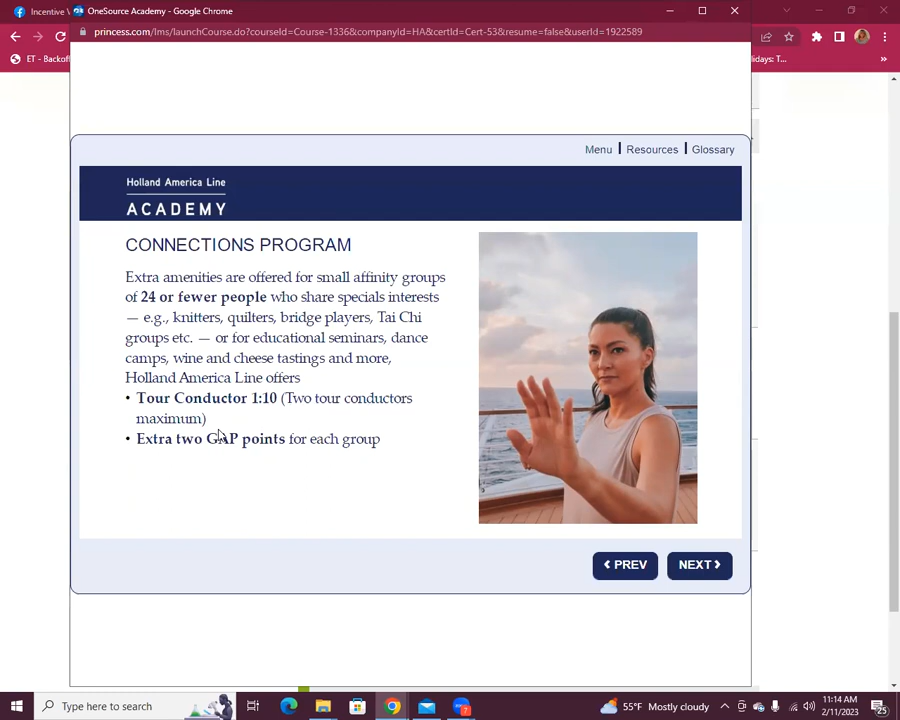 Incentive V
OneSource Academy - Google Chrome
princess.com/lms/launchCourse.do?courseId=Course-1336&companyId=HA&certId=Cert-53&resume=false&userId=1922589
ET - Backoff
lidays: T...
Menu | Resources | Glossary
Holland America Line
ACADEMY
CONNECTIONS PROGRAM
Extra amenities are offered for small affinity groups
of 24 or fewer people who share specials interests
— e.g., knitters, quilters, bridge players, Tai Chi
groups etc. — or for educational seminars, dance
camps, wine and cheese tastings and more,
Holland America Line offers
• Tour Conductor 1:10 (Two tour conductors
maximum)
• Extra two GAP points for each group
PREV
NEXT
Type here to search
55°F Mostly cloudy
11:14 AM
2/11/2023
25